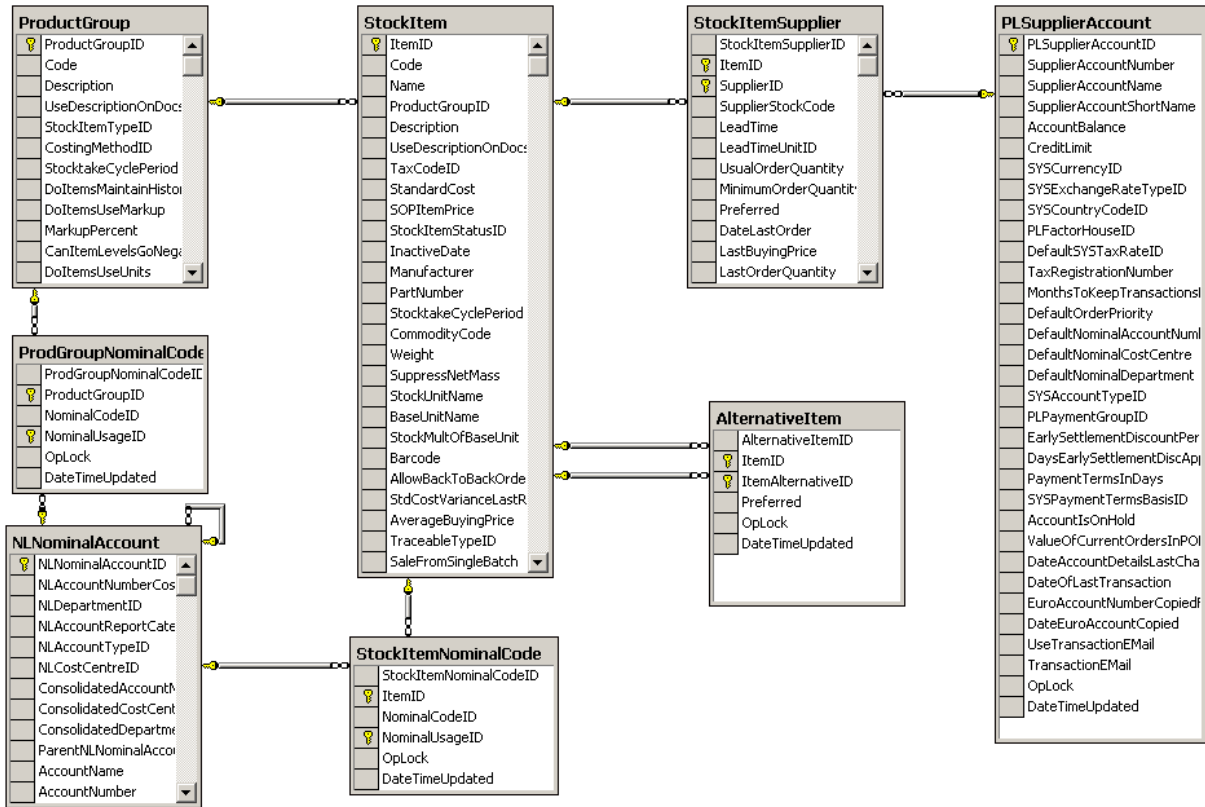 ProductGroup
ProductGroupID
Code
Description
UseDescriptionOnDocs
StockItemTypeID
CostingMethodID
StocktakeCyclePeriod
DoItemsMaintainHistor
DoItemsUseMarkup
MarkupPercent
CanItemLevelsGoNega
DoItemsUseUnits
StockItem
ItemID
Code
Name
ProductGroupID
Description
UseDescriptionOnDocs
TaxCodeID
StandardCost
SOPItemPrice
StockItemStatusID
InactiveDate
Manufacturer
PartNumber
StocktakeCyclePeriod
CommodityCode
Weight
SuppressNetMass
StockUnitName
BaseUnitName
StockMultOfBaseUnit
Barcode
AllowBackToBackOrde
StdCostVarianceLastR
AverageBuyingPrice
TraceableTypeID
SaleFromSingleBatch
StockItemSupplier
StockItemSupplierID
ItemID
SupplierID
SupplierStockCode
LeadTime
LeadTimeUnitID
UsualOrderQuantity
MinimumOrderQuantity
Preferred
DateLastOrder
LastBuyingPrice
LastOrderQuantity
PLSupplierAccount
PLSupplierAccountID
SupplierAccountNumber
SupplierAccountName
SupplierAccountShortName
AccountBalance
CreditLimit
SYSCurrencyID
SYSExchangeRateTypeID
SYSCountryCodeID
PLFactorHouseID
DefaultSYSTaxRateID
TaxRegistrationNumber
MonthsToKeepTransactions
DefaultOrderPriority
DefaultNominalAccountNum
DefaultNominalCostCentre
DefaultNominalDepartment
SYSAccountTypeID
PLPaymentGroupID
EarlySettlementDiscountPer
DaysEarlySettlementDiscAp
PaymentTermsInDays
SYSPaymentTermsBasisID
AccountIsOnHold
ValueOfCurrentOrdersInPO
DateAccountDetailsLastCha
DateOfLastTransaction
EuroAccountNumberCopied
DateEuroAccountCopied
UseTransactionEMail
TransactionEMail
OpLock
DateTimeUpdated
ProdGroupNominalCode
ProdGroupNominalCodeID
ProductGroupID
NominalCodeID
NominalUsageID
OpLock
DateTimeUpdated
AlternativeItem
AlternativeItemID
ItemID
ItemAlternativeID
Preferred
OpLock
DateTimeUpdated
NLNominalAccount
NLNominalAccountID
NLAccountNumberCos
NLDepartmentID
NLAccountReportCate
NLAccountTypeID
NLCostCentreID
ConsolidatedAccountN
ConsolidatedCostCent
ConsolidatedDepartme
ParentNLNominalAccou
AccountName
AccountNumber
StockItemNominalCode
StockItemNominalCodeID
ItemID
NominalCodeID
NominalUsageID
OpLock
DateTimeUpdated